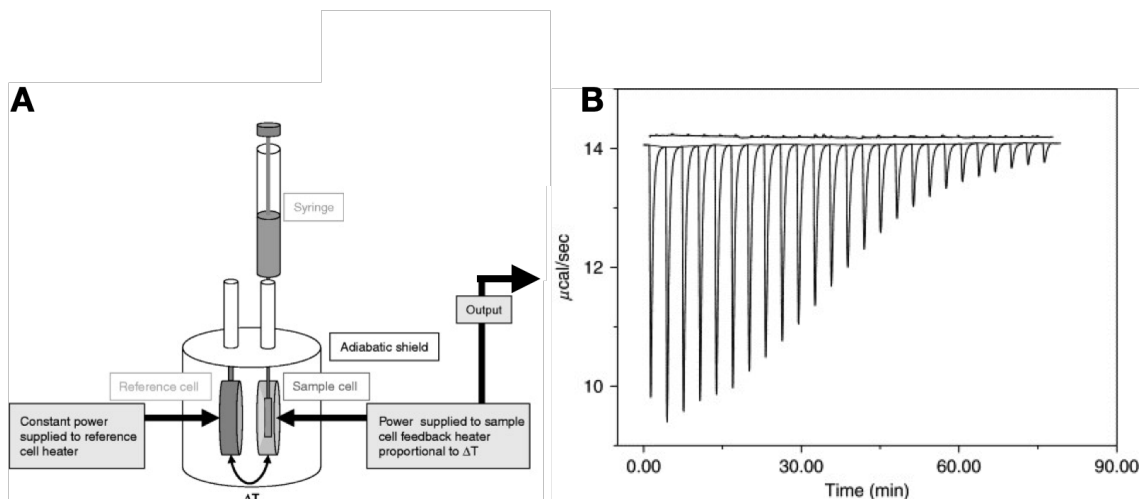 A
Syringe
Output
Adiabatic shield
Reference cell
Sample cell
Constant power
supplied to reference
cell heater
Power supplied to sample
cell feedback heater
proportional to ΔT
ΔT
B
14
12
10
μcal/sec
0.00
30.00
60.00
90.00
Time (min)